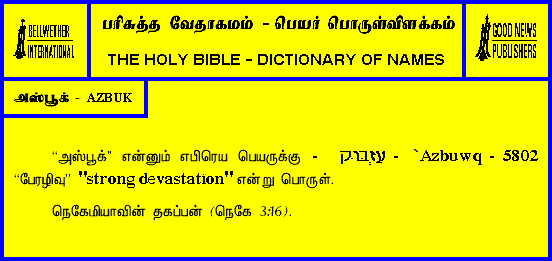 BELLWETHER
INTERNATIONAL
பரிசுத்த வேதாகமம் - பெயர் பொருள்விளக்கம்
THE HOLY BIBLE - DICTIONARY OF NAMES
GOOD NEWS
PUBLISHERS
அஸ்பூக் - AZBUK
“அஸ்பூக்” என்னும் எபிரெய பெயருக்கு - עזבוּק - `Azbuwq - 5802
“பேரழிவு” "strong devastation" என்று பொருள்.
நெகேமியாவின் தகப்பன் (நெகே 3:16).